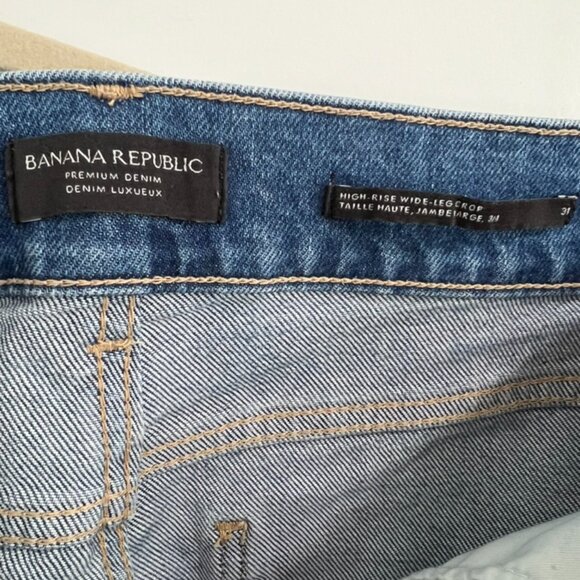 BANANA REPUBLIC
PREMIUM DENIM
DENIM LUXUEUX
HIGH-RISE WIDE-LEG CROP
TAILLE HAUTE, JAMBE LARGE, 3/4
31